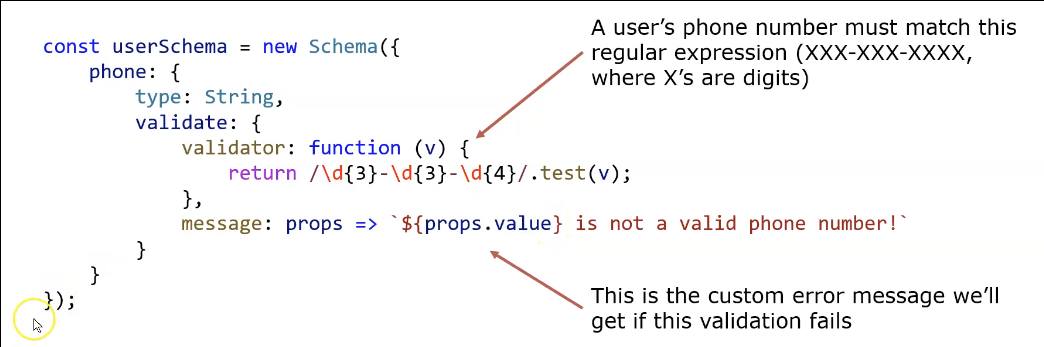 const userSchema = new Schema({
    phone: {
        type: String,
        validate: {
            validator: function (v) {
                return /\d{3}-\d{3}-\d{4}/.test(v);
            },
            message: props => `${props.value} is not a valid phone number!`
        }
    }
});
A user’s phone number must match this
regular expression (XXX-XXX-XXXX,
where X’s are digits)
This is the custom error message we’ll
get if this validation fails